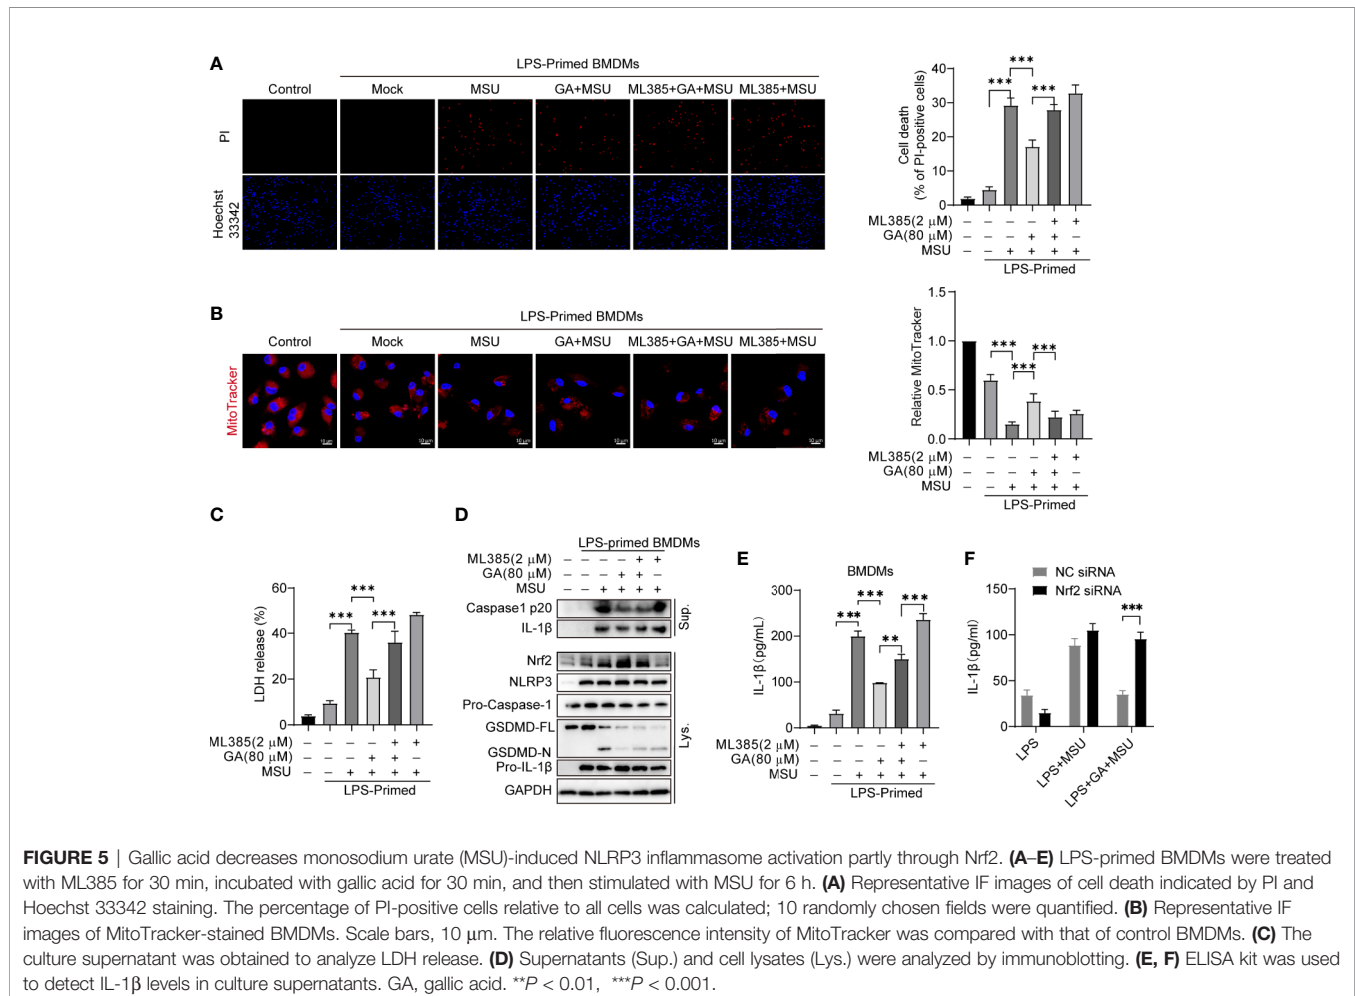 A
LPS-Primed BMDMs
Control Mock MSU GA+MSU ML385+GA+MSU ML385+MSU
PI
Hoechst
33342
Cell death
(% of PI-positive cells)
40
30
20
10
0
*** *** ***
ML385(2 μM) − − − − + +
GA(80 μM) − − − + + −
MSU − − + + + +
LPS-Primed
B
LPS-Primed BMDMs
Control Mock MSU GA+MSU ML385+GA+MSU ML385+MSU
MitoTracker
10 μm 10 μm 10 μm 10 μm 10 μm 10 μm
Relative MitoTracker
1.5
1.0
0.5
0.0
*** *** ***
ML385(2 μM) − − − − + +
GA(80 μM) − − − + + −
MSU − − + + + +
LPS-Primed
C
LDH release (%)
60
40
20
0
*** *** ***
ML385(2 μM) − − − − + +
GA(80 μM) − − − + + −
MSU − − + + + +
LPS-Primed
D
LPS-primed BMDMs
ML385(2 μM) − − − − + +
GA(80 μM) − − − + + −
MSU − − + + + +
Caspase1 p20
IL-1β
Sup.
Nrf2
NLRP3
Pro-Caspase-1
GSDMD-FL
GSDMD-N
Pro-IL-1β
GAPDH
Lys.
E
BMDMs
IL-1β(pg/mL)
300
200
100
0
*** *** ** ***
ML385(2 μM) − − − − + +
GA(80 μM) − − − + + −
MSU − − + + + +
LPS-Primed
F
NC siRNA
Nrf2 siRNA
IL-1β(pg/ml)
150
100
50
0
***
LPS
LPS+MSU
LPS+GA+MSU
FIGURE 5 | Gallic acid decreases monosodium urate (MSU)-induced NLRP3 inflammasome activation partly through Nrf2. (A–E) LPS-primed BMDMs were treated
with ML385 for 30 min, incubated with gallic acid for 30 min, and then stimulated with MSU for 6 h. (A) Representative IF images of cell death indicated by PI and
Hoechst 33342 staining. The percentage of PI-positive cells relative to all cells was calculated; 10 randomly chosen fields were quantified. (B) Representative IF
images of MitoTracker-stained BMDMs. Scale bars, 10 μm. The relative fluorescence intensity of MitoTracker was compared with that of control BMDMs. (C) The
culture supernatant was obtained to analyze LDH release. (D) Supernatants (Sup.) and cell lysates (Lys.) were analyzed by immunoblotting. (E, F) ELISA kit was used
to detect IL-1β levels in culture supernatants. GA, gallic acid. **P < 0.01, ***P < 0.001.